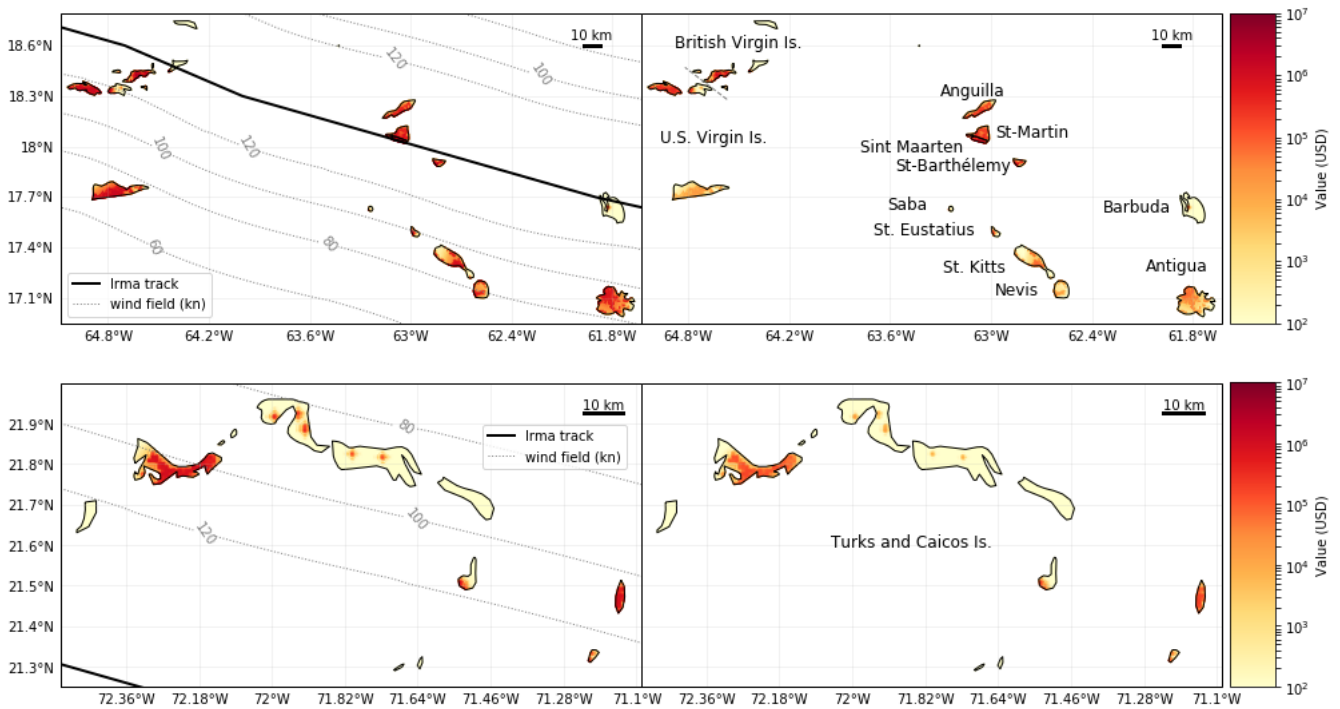 10 km
10 km
British Virgin Is.
18.6°N
18.3°N
18°N
17.7°N
17.4°N
17.1°N
120
100
100
120
80
60
Anguilla
St-Martin
U.S. Virgin Is.
Sint Maarten
St-Barthélemy
Saba
Barbuda
St. Eustatius
St. Kitts
Antigua
Nevis
Irma track
wind field (kn)
64.8°W 64.2°W 63.6°W 63°W 62.4°W 61.8°W
64.8°W 64.2°W 63.6°W 63°W 62.4°W 61.8°W
10⁷
10⁶
10⁵
10⁴
10³
10²
Value (USD)
10 km
10 km
21.9°N
21.8°N
21.7°N
21.6°N
21.5°N
21.4°N
21.3°N
80
100
120
Irma track
wind field (kn)
Turks and Caicos Is.
72.36°W 72.18°W 72°W 71.82°W 71.64°W 71.46°W 71.28°W 71.1°W
72.36°W 72.18°W 72°W 71.82°W 71.64°W 71.46°W 71.28°W 71.1°W
10⁷
10⁶
10⁵
10⁴
10³
10²
Value (USD)